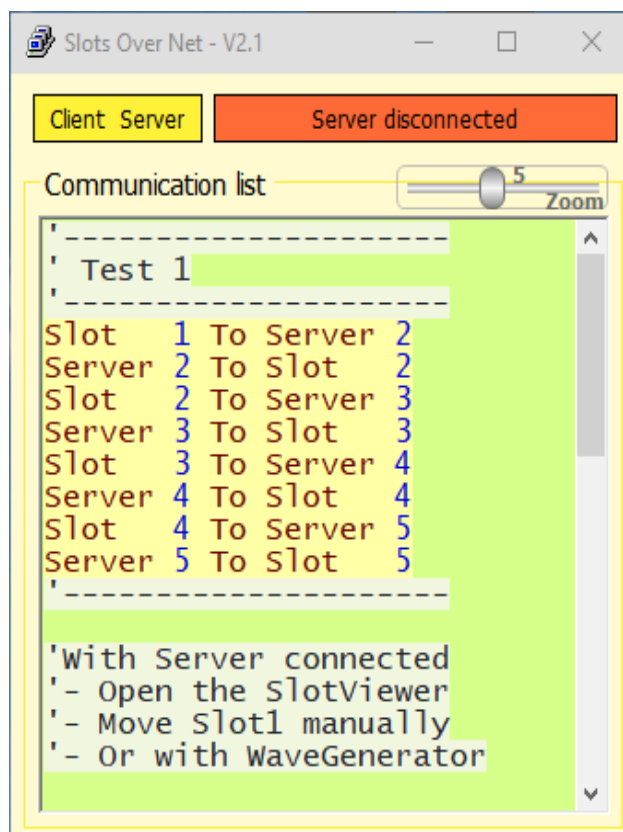 Slots Over Net - V2.1
Client Server
Server disconnected
Communication list
5
Zoom
'---------------------
' Test 1
'---------------------
Slot   1 To Server 2
Server 2 To Slot   2
Slot   2 To Server 3
Server 3 To Slot   3
Slot   3 To Server 4
Server 4 To Slot   4
Slot   4 To Server 5
Server 5 To Slot   5
'---------------------
'With Server connected
'- Open the SlotViewer
'- Move Slot1 manually
'- Or with WaveGenerator